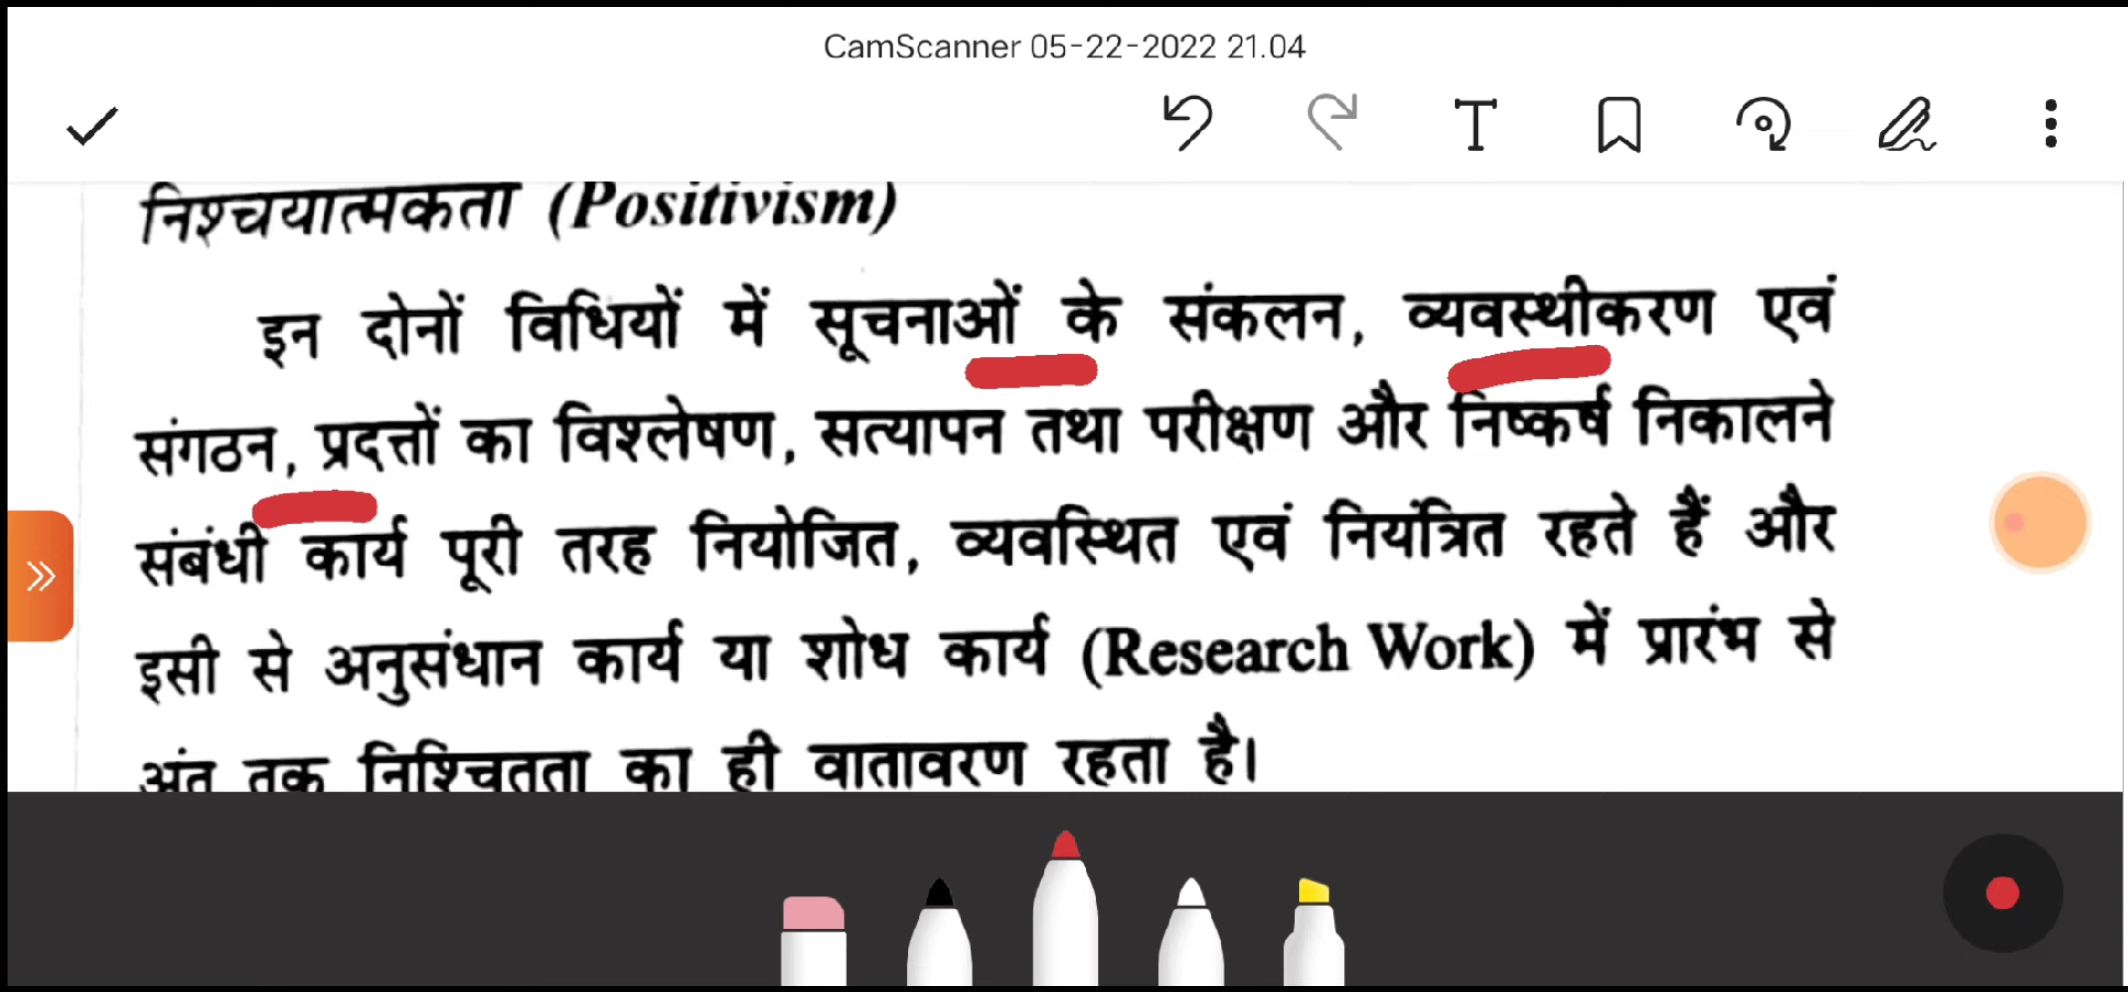 CamScanner 05-22-2022 21.04
निश्चयात्मकता (Positivism)
इन दोनों विधियों में सूचनाओं के संकलन, व्यवस्थीकरण एवं
संगठन, प्रदत्तों का विश्लेषण, सत्यापन तथा परीक्षण और निष्कर्ष निकालने
संबंधी कार्य पूरी तरह नियोजित, व्यवस्थित एवं नियंत्रित रहते हैं और
इसी से अनुसंधान कार्य या शोध कार्य (Research Work) में प्रारंभ से
अंत तक निश्चितता का ही वातावरण रहता है।